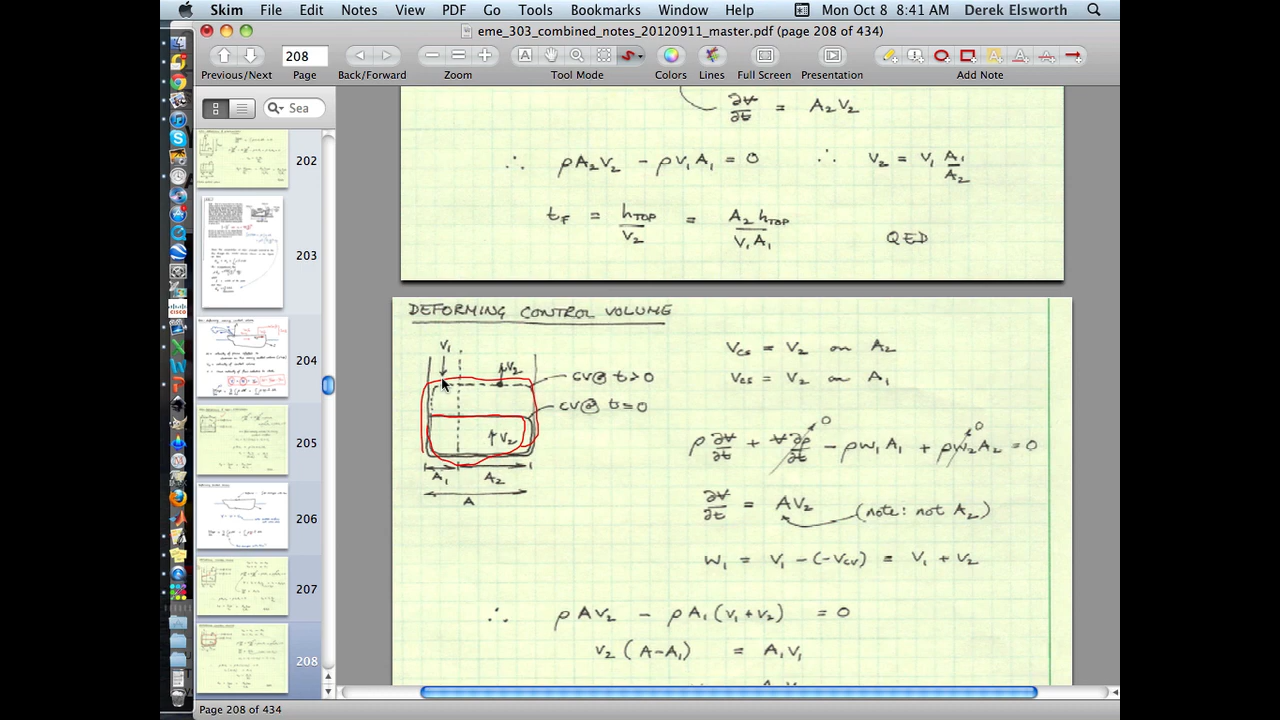 Skim File Edit Notes View PDF Go Tools Bookmarks Window Help Mon Oct 8 8:41 AM Derek Elsworth
eme_303_combined_notes_20120911_master.pdf (page 208 of 434)
208
Previous/Next Page Back/Forward Zoom Tool Mode Colors Lines Full Screen Presentation Add Note
Sea
202
203
204
205
206
207
208
∂V/∂t = A₂V₂
∴ ρA₂V₂ - ρV₁A₁ = 0 ∴ V₂ = V₁ A₁/A₂
t_F = h_TOP/V₂ = A₂ h_TOP/V₁A₁ QED
DEFORMING CONTROL VOLUME
V₁
V₂
CV@ t>0
CV@ t=0
V₂
A₁ A₂
A
V_CS = V₂ on A₂
V_CS = V₂ on A₁
ρ ∂V/∂t + V ∂ρ/∂t 0 - ρW₁A₁ + ρW₂A₂ 0 = 0
∂V/∂t = AV₂ (note: not A₂)
W₁ = V₁ - (-V_CV) = V₁ + V₂
∴ ρAV₂ - ρA₁(V₁+V₂) = 0
V₂ (A-A₁) = A₁V₁
Page 208 of 434